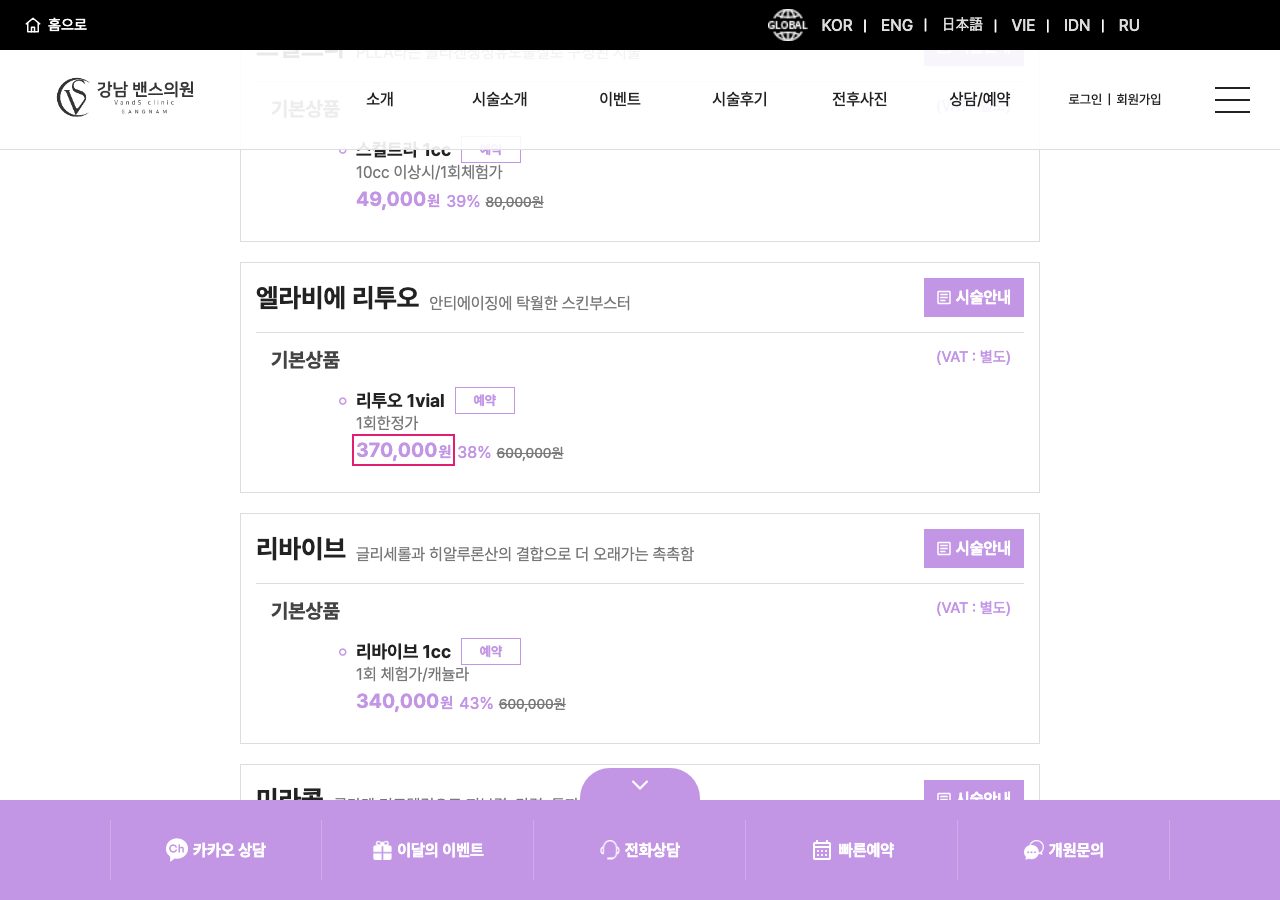 홈으로
GLOBAL KOR | ENG | 日本語 | VIE | IDN | RU
강남 밴스의원
VandS clinic
GANGNAM
소개 시술소개 이벤트 시술후기 전후사진 상담/예약 로그인 | 회원가입
기본상품
스컬트라 1cc 예약
10cc 이상시/1회체험가
49,000원 39% 80,000원
엘라비에 리투오 안티에이징에 탁월한 스킨부스터 시술안내
기본상품 (VAT : 별도)
리투오 1vial 예약
1회한정가
370,000원 38% 600,000원
리바이브 글리세롤과 히알루론산의 결합으로 더 오래가는 촉촉함 시술안내
기본상품 (VAT : 별도)
리바이브 1cc 예약
1회 체험가/캐뉼라
340,000원 43% 600,000원
미라콜 시술안내
Ch 카카오 상담 이달의 이벤트 전화상담 빠른예약 개원문의